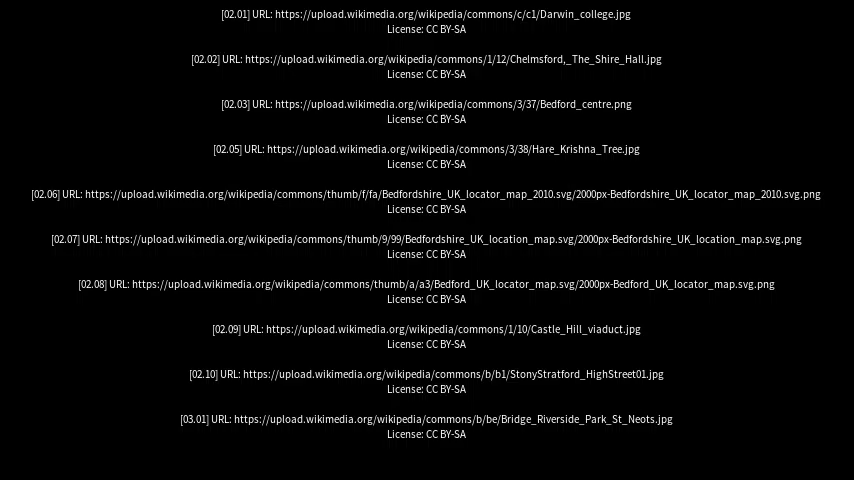 [02.01] URL: https://upload.wikimedia.org/wikipedia/commons/c/c1/Darwin_college.jpg
License: CC BY-SA
[02.02] URL: https://upload.wikimedia.org/wikipedia/commons/1/12/Chelmsford,_The_Shire_Hall.jpg
License: CC BY-SA
[02.03] URL: https://upload.wikimedia.org/wikipedia/commons/3/37/Bedford_centre.png
License: CC BY-SA
[02.05] URL: https://upload.wikimedia.org/wikipedia/commons/3/38/Hare_Krishna_Tree.jpg
License: CC BY-SA
[02.06] URL: https://upload.wikimedia.org/wikipedia/commons/thumb/f/fa/Bedfordshire_UK_locator_map_2010.svg/2000px-Bedfordshire_UK_locator_map_2010.svg.png
License: CC BY-SA
[02.07] URL: https://upload.wikimedia.org/wikipedia/commons/thumb/9/99/Bedfordshire_UK_location_map.svg/2000px-Bedfordshire_UK_location_map.svg.png
License: CC BY-SA
[02.08] URL: https://upload.wikimedia.org/wikipedia/commons/thumb/a/a3/Bedford_UK_locator_map.svg/2000px-Bedford_UK_locator_map.svg.png
License: CC BY-SA
[02.09] URL: https://upload.wikimedia.org/wikipedia/commons/1/10/Castle_Hill_viaduct.jpg
License: CC BY-SA
[02.10] URL: https://upload.wikimedia.org/wikipedia/commons/b/b1/StonyStratford_HighStreet01.jpg
License: CC BY-SA
[03.01] URL: https://upload.wikimedia.org/wikipedia/commons/b/be/Bridge_Riverside_Park_St_Neots.jpg
License: CC BY-SA